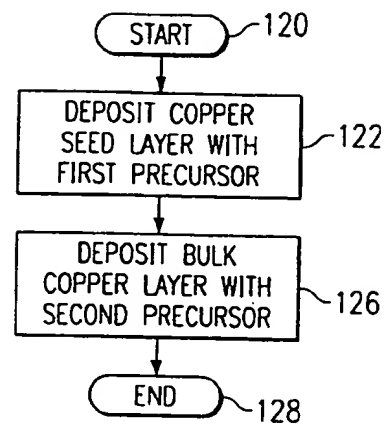 START
120
DEPOSIT COPPER
SEED LAYER WITH
FIRST PRECURSOR
122
DEPOSIT BULK
COPPER LAYER WITH
SECOND PRECURSOR
126
END
128